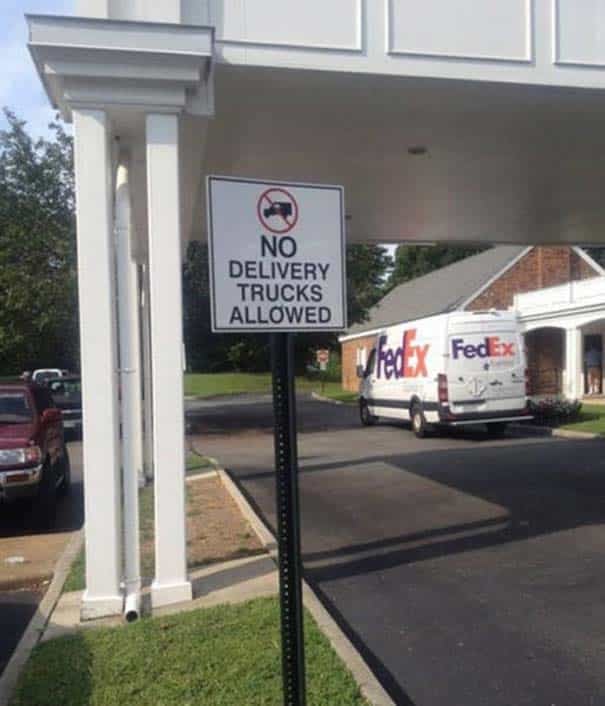 NO
DELIVERY
TRUCKS
ALLOWED
FedEx
FedEx